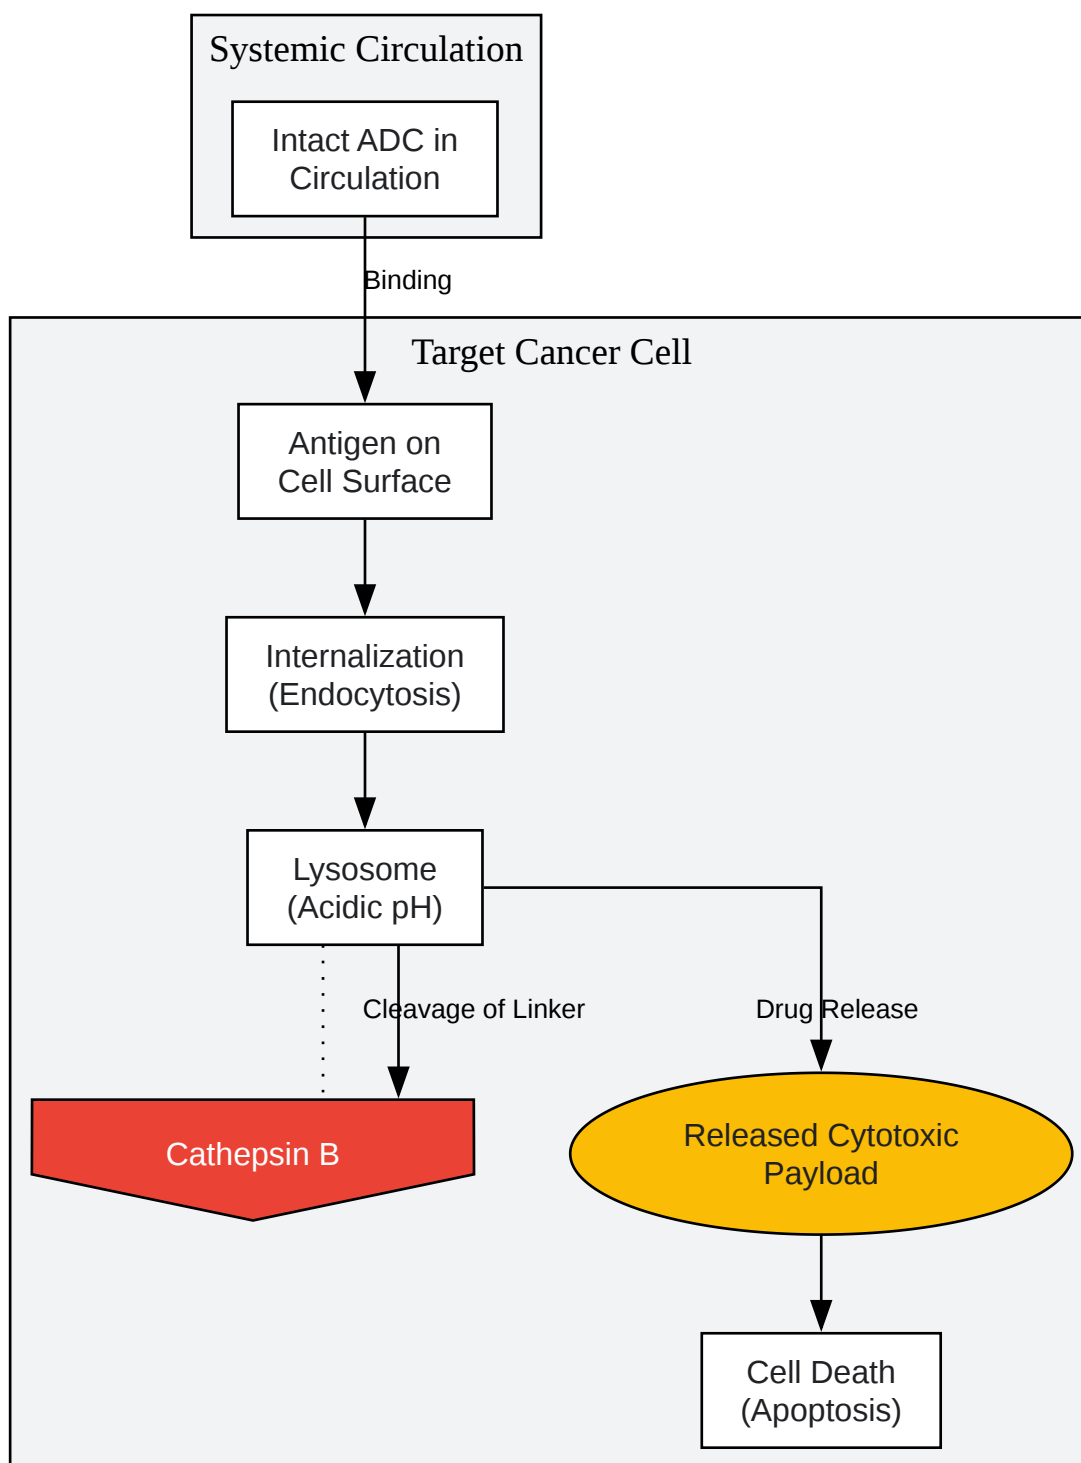 Systemic Circulation
Intact ADC in
Circulation
Binding
Target Cancer Cell
Antigen on
Cell Surface
Internalization
(Endocytosis)
Lysosome
(Acidic pH)
Cleavage of Linker
Drug Release
Cathepsin B
Released Cytotoxic
Payload
Cell Death
(Apoptosis)